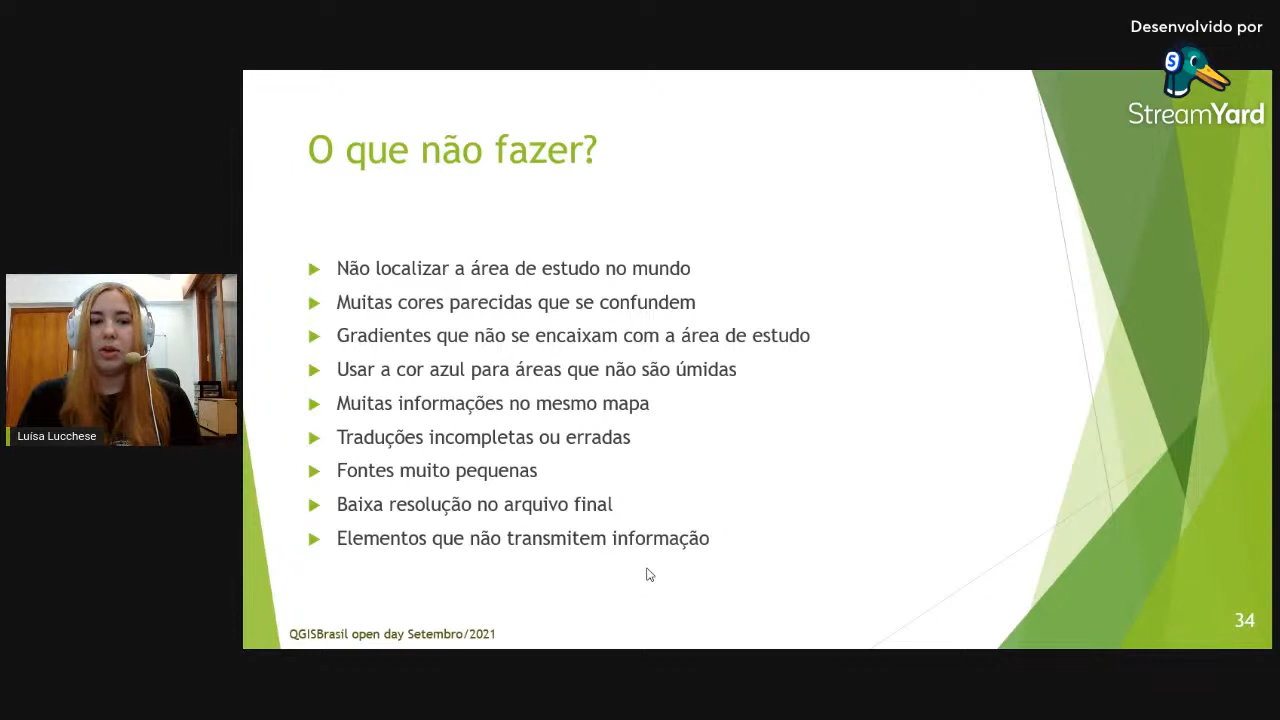 Desenvolvido por
S
StreamYard
O que não fazer?
Não localizar a área de estudo no mundo
Muitas cores parecidas que se confundem
Gradientes que não se encaixam com a área de estudo
Usar a cor azul para áreas que não são úmidas
Muitas informações no mesmo mapa
Traduções incompletas ou erradas
Fontes muito pequenas
Baixa resolução no arquivo final
Elementos que não transmitem informação
Luísa Lucchese
QGISBrasil open day Setembro/2021
34